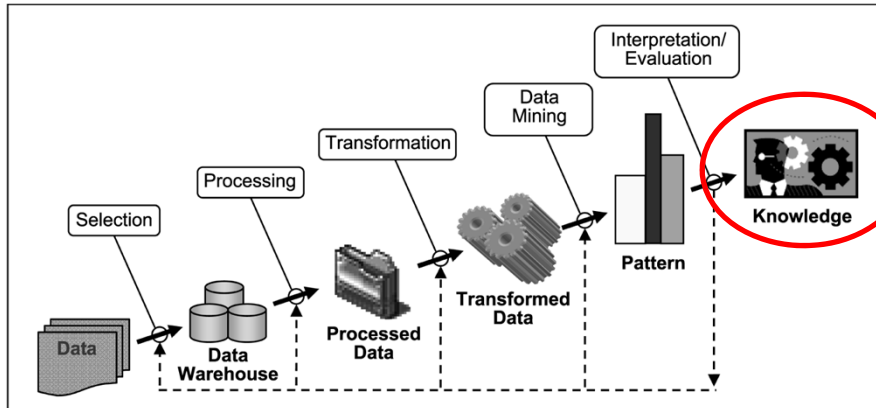 Interpretation/
Evaluation
Data
Mining
Transformation
Processing
Selection
Knowledge
Pattern
Transformed
Data
Processed
Data
Data
Warehouse
Data